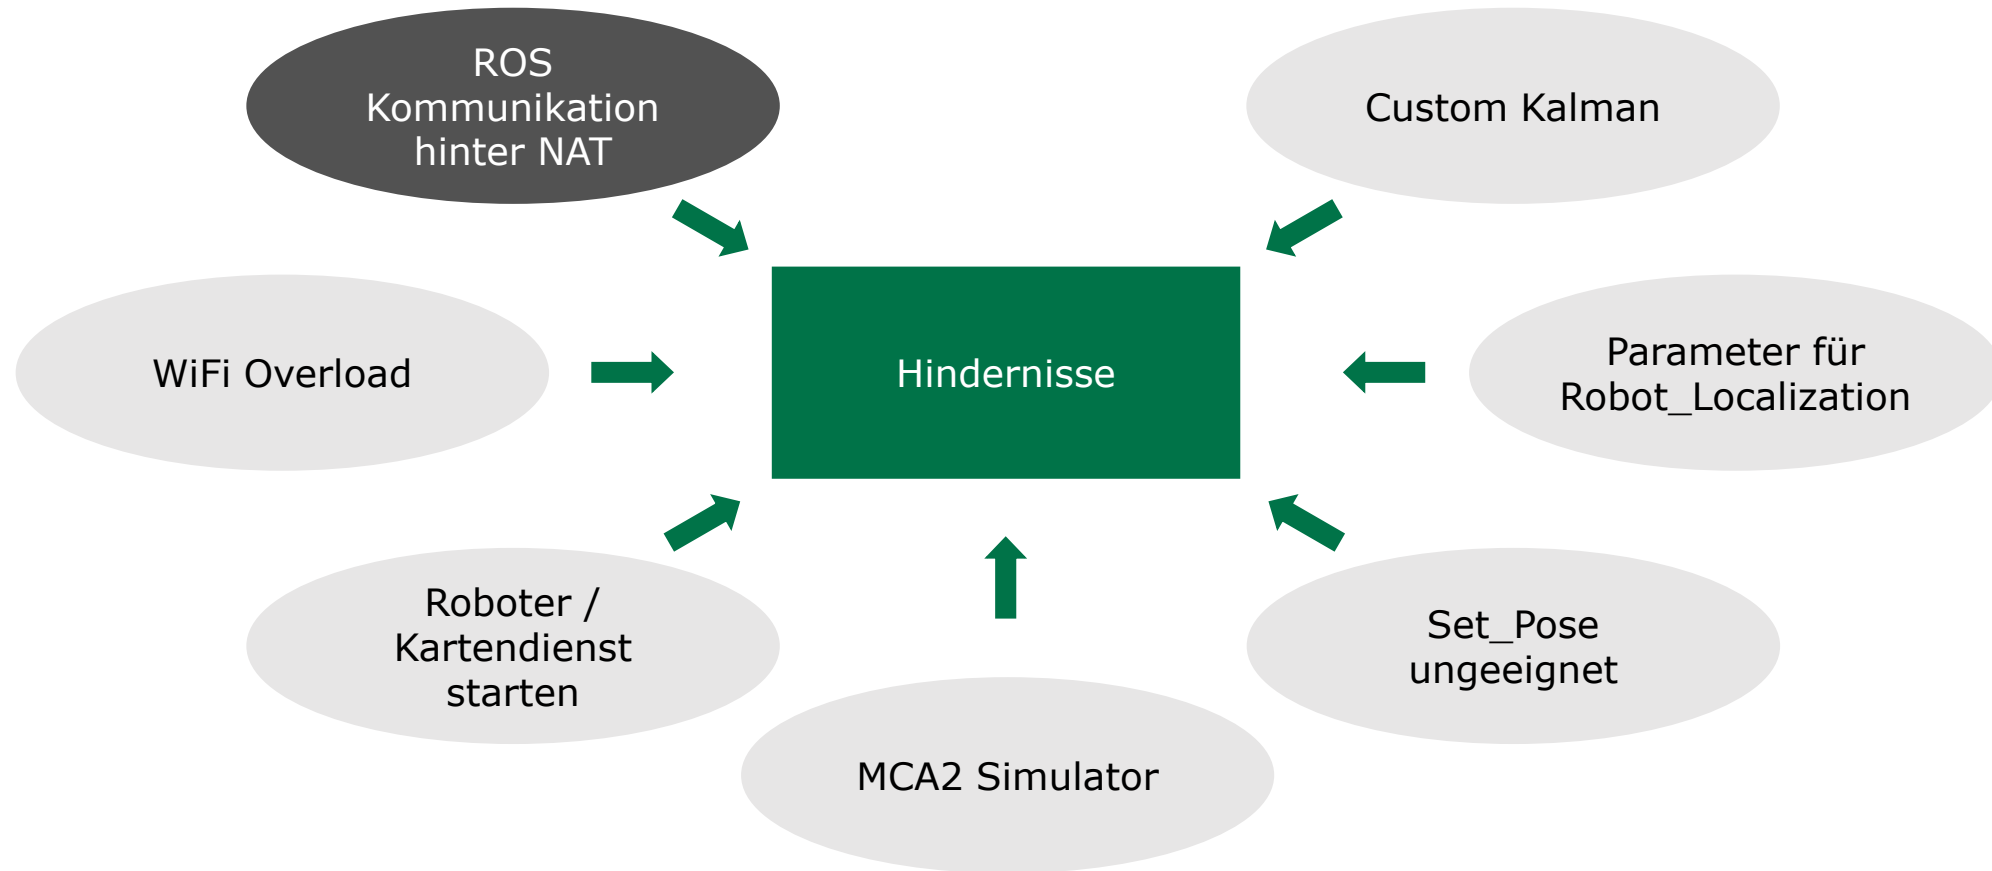 ROS
Kommunikation
hinter NAT
Custom Kalman
WiFi Overload
Hindernisse
Parameter für
Robot_Localization
Roboter /
Kartendienst
starten
Set_Pose
ungeeignet
MCA2 Simulator